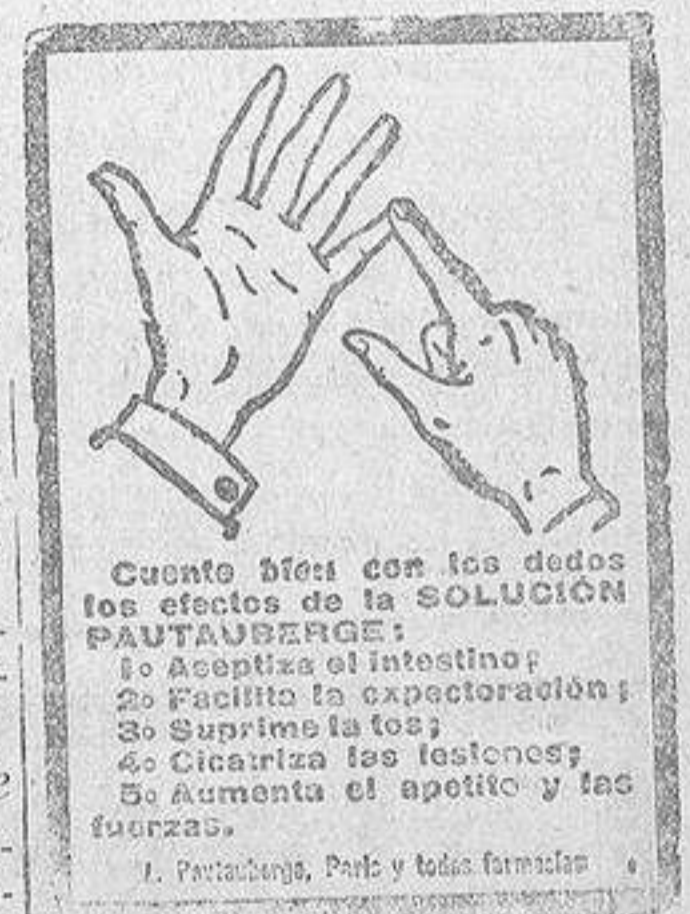 Cuente bien con los dedos
los efectos de la SOLUCIÓN
PAUTAUBERGE:
1o Aseptiza el intestino;
2o Facilita la expectoración;
3o Suprime la tos;
4o Cicatriza las lesiones;
5o Aumenta el apetito y las
fuerzas.
L. Pautauberge, París y todas farmacias